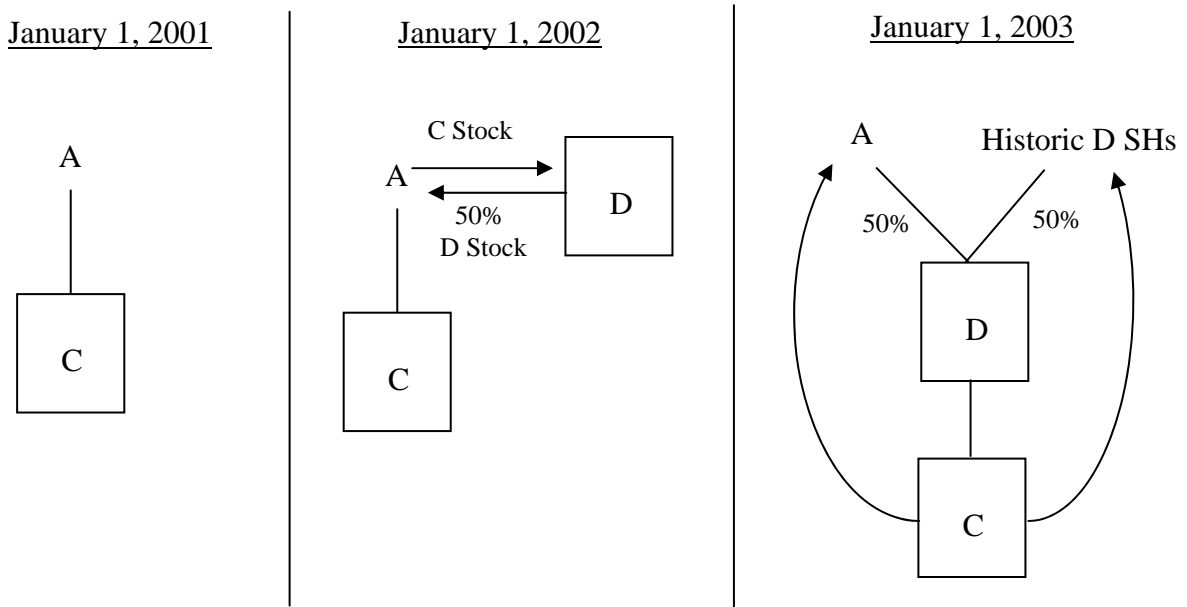 January 1, 2001
A
C
January 1, 2002
C Stock
A
D
50%
D Stock
C
January 1, 2003
A
Historic D SHs
50%
50%
D
C